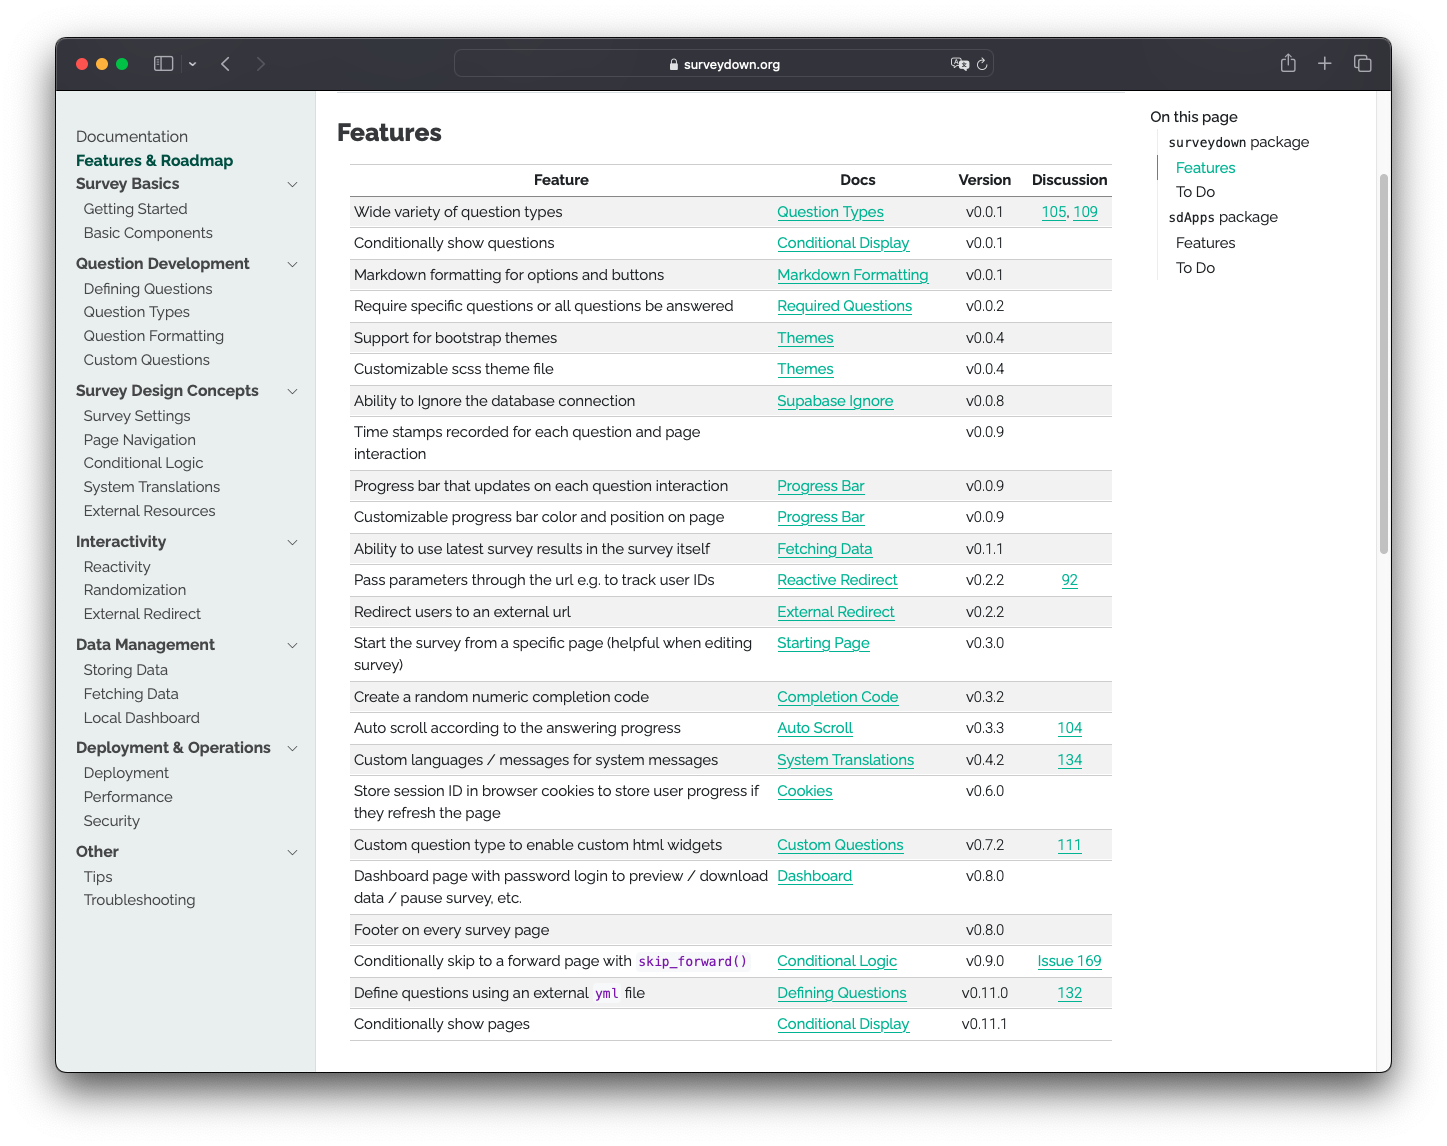 surveydown.org
Documentation
Features & Roadmap
Survey Basics
Getting Started
Basic Components
Question Development
Defining Questions
Question Types
Question Formatting
Custom Questions
Survey Design Concepts
Survey Settings
Page Navigation
Conditional Logic
System Translations
External Resources
Interactivity
Reactivity
Randomization
External Redirect
Data Management
Storing Data
Fetching Data
Local Dashboard
Deployment & Operations
Deployment
Performance
Security
Other
Tips
Troubleshooting
Features
Feature Docs Version Discussion
Wide variety of question types Question Types v0.0.1 105, 109
Conditionally show questions Conditional Display v0.0.1
Markdown formatting for options and buttons Markdown Formatting v0.0.1
Require specific questions or all questions be answered Required Questions v0.0.2
Support for bootstrap themes Themes v0.0.4
Customizable scss theme file Themes v0.0.4
Ability to Ignore the database connection Supabase Ignore v0.0.8
Time stamps recorded for each question and page v0.0.9
interaction
Progress bar that updates on each question interaction Progress Bar v0.0.9
Customizable progress bar color and position on page Progress Bar v0.0.9
Ability to use latest survey results in the survey itself Fetching Data v0.1.1
Pass parameters through the url e.g. to track user IDs Reactive Redirect v0.2.2 92
Redirect users to an external url External Redirect v0.2.2
Start the survey from a specific page (helpful when editing Starting Page v0.3.0
survey)
Create a random numeric completion code Completion Code v0.3.2
Auto scroll according to the answering progress Auto Scroll v0.3.3 104
Custom languages / messages for system messages System Translations v0.4.2 134
Store session ID in browser cookies to store user progress if Cookies v0.6.0
they refresh the page
Custom question type to enable custom html widgets Custom Questions v0.7.2 111
Dashboard page with password login to preview / download Dashboard v0.8.0
data / pause survey, etc.
Footer on every survey page v0.8.0
Conditionally skip to a forward page with skip_forward() Conditional Logic v0.9.0 Issue 169
Define questions using an external yml file Defining Questions v0.11.0 132
Conditionally show pages Conditional Display v0.11.1
On this page
surveydown package
Features
To Do
sdApps package
Features
To Do